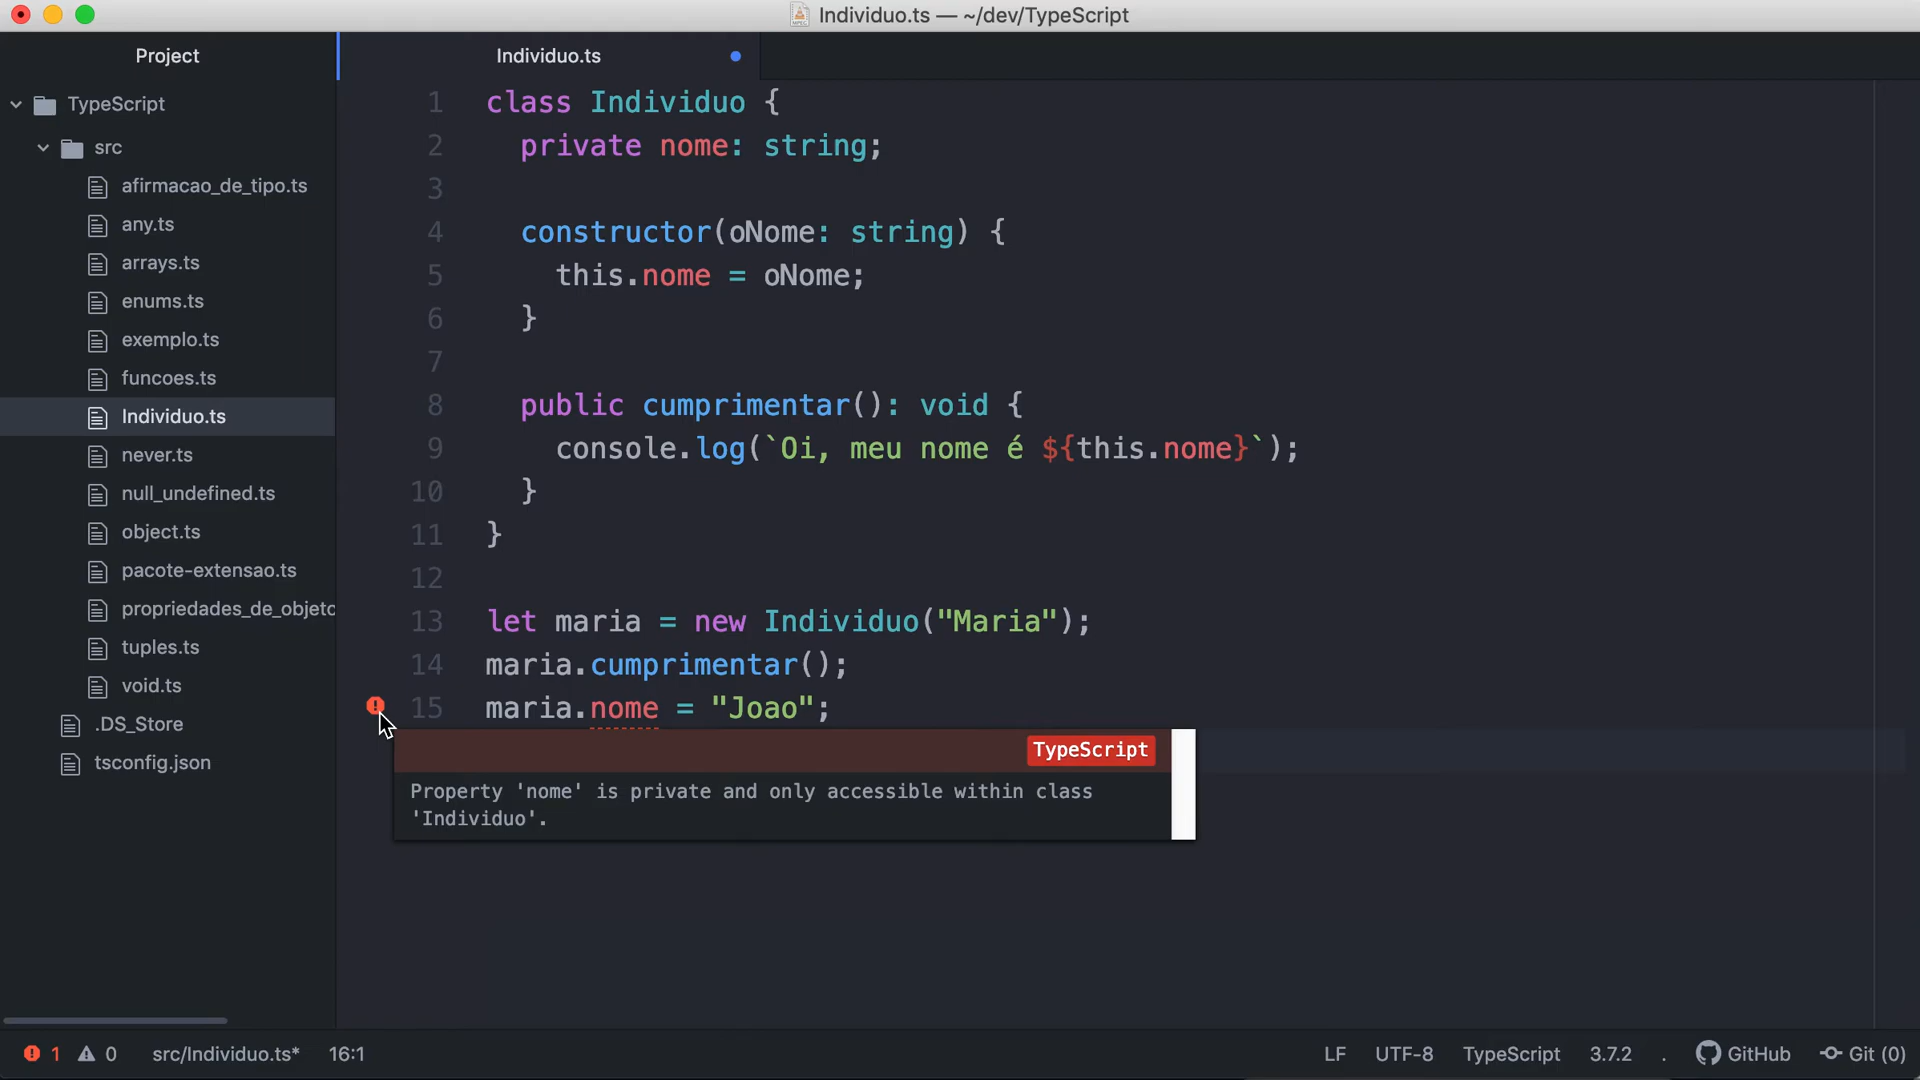 Individuo.ts — ~/dev/TypeScript
Project
TypeScript
src
afirmacao_de_tipo.ts
any.ts
arrays.ts
enums.ts
exemplo.ts
funcoes.ts
Individuo.ts
never.ts
null_undefined.ts
object.ts
pacote-extensao.ts
propriedades_de_objeto
tuples.ts
void.ts
.DS_Store
tsconfig.json
Individuo.ts
1 class Individuo {
2 private nome: string;
3
4 constructor(oNome: string) {
5 this.nome = oNome;
6 }
7
8 public cumprimentar(): void {
9 console.log(`Oi, meu nome é ${this.nome}`);
10 }
11 }
12
13 let maria = new Individuo("Maria");
14 maria.cumprimentar();
15 maria.nome = "Joao";
TypeScript
Property 'nome' is private and only accessible within class
'Individuo'.
1 0 src/Individuo.ts* 16:1 LF UTF-8 TypeScript 3.7.2 . GitHub Git (0)